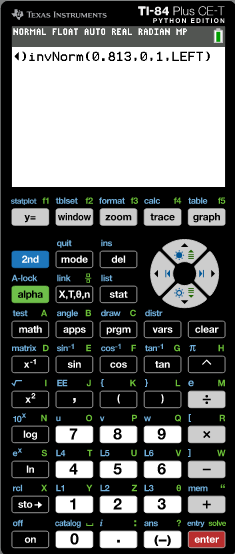 TEXAS INSTRUMENTS TI-84 Plus CE-T
PYTHON EDITION
NORMAL FLOAT AUTO REAL RADIAN MP
)invNorm(0.813,0,1,LEFT)
statplot f1 tblset f2 format f3 calc f4 table f5
y= window zoom trace graph
quit ins
2nd mode del
A-lock link list
alpha X,T,θ,n stat
test A angle B draw C distr
math apps prgm vars clear
matrix D sin⁻¹ E cos⁻¹ F tan⁻¹ G π H
x⁻¹ sin cos tan ^
√ I EE J { K } L e M
x² , ( ) ÷
10ˣ N u O v P w Q [ R
log 7 8 9 ×
eˣ S L4 T L5 U L6 V ] W
ln 4 5 6 −
rcl X L1 Y L2 Z L3 θ mem "
sto→ 1 2 3 +
off catalog i : ans ? entry solve
on 0 . (−) enter